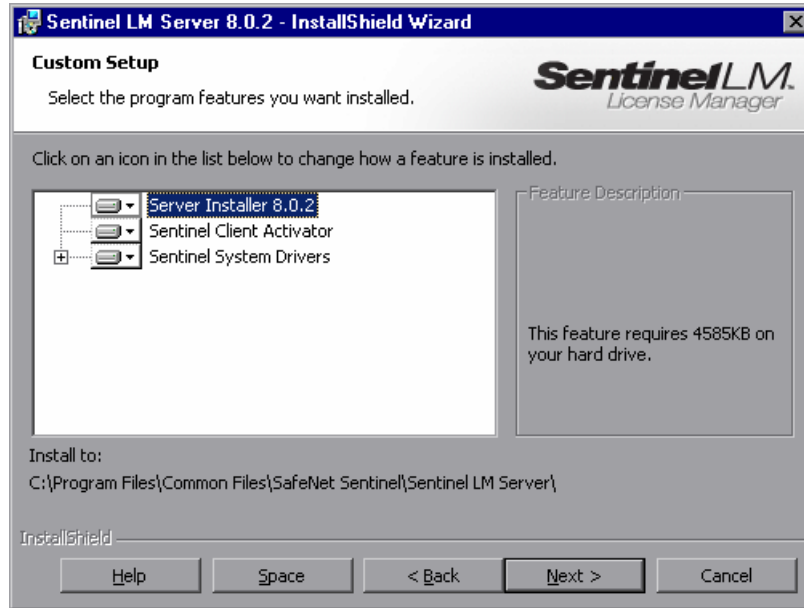 Sentinel LM Server 8.0.2 - InstallShield Wizard
Custom Setup
Select the program features you want installed.
SentinelLM.
License Manager
Click on an icon in the list below to change how a feature is installed.
Server Installer 8.0.2
Sentinel Client Activator
Sentinel System Drivers
Feature Description
This feature requires 4585KB on
your hard drive.
Install to:
C:\Program Files\Common Files\SafeNet Sentinel\Sentinel LM Server\
InstallShield
Help Space < Back Next > Cancel